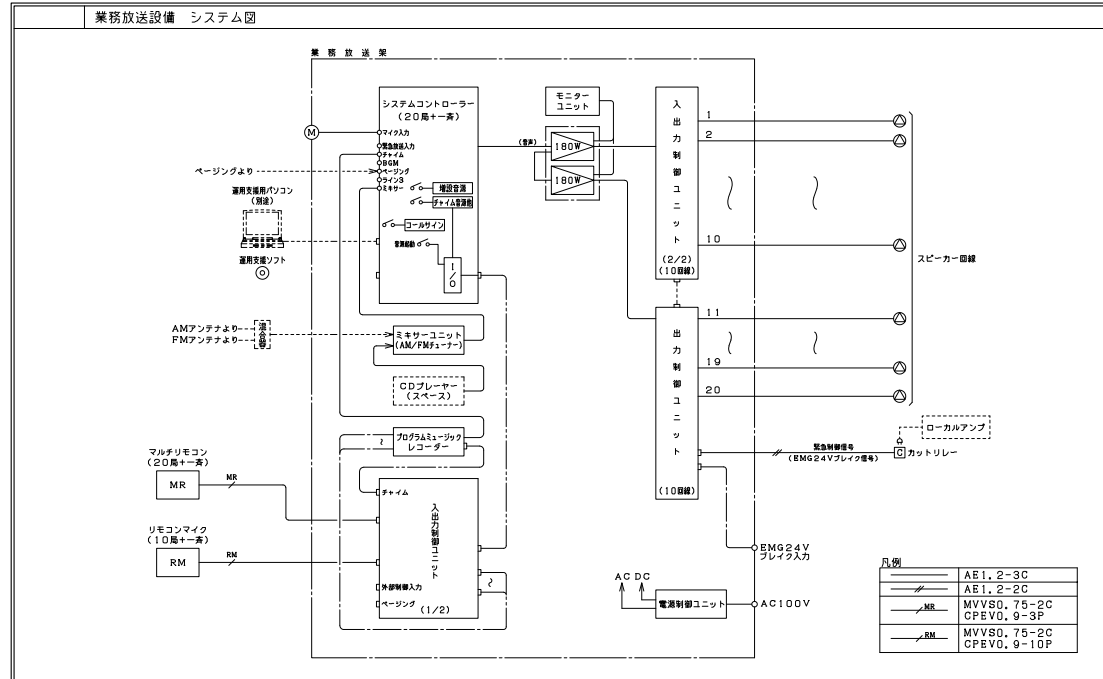 業務放送設備 システム図
業務放送架
システムコントローラー
(20局+一斉)
M
マイク入力
緊急放送入力
チャイム
BGM
ページング
ライン3
ミキサー
増設音源
チャイム音源他
コールサイン
音源起動
I/O
ページングより
運用支援用パソコン
(別途)
運用支援ソフト
AMアンテナより
FMアンテナより
混合器
ミキサーユニット
(AM/FMチューナー)
CDプレーヤー
(スペース)
プログラムミュージック
レコーダー
マルチリモコン
(20局+一斉)
MR
MR
リモコンマイク
(10局+一斉)
RM
RM
チャイム
入出力制御ユニット
外部制御入力
ページング
(1/2)
モニター
ユニット
(音声)
180W
180W
入出力制御ユニット
(2/2)
(10回線)
1
2
10
出力制御ユニット
(10回線)
11
19
20
スピーカー回線
ローカルアンプ
緊急制御信号
(EMG24Vブレイク信号)
C
カットリレー
EMG24V
ブレイク入力
AC DC
電源制御ユニット
AC100V
凡例
AE1.2-3C
AE1.2-2C
MR
MVVS0.75-2C
CPEV0.9-3P
RM
MVVS0.75-2C
CPEV0.9-10P